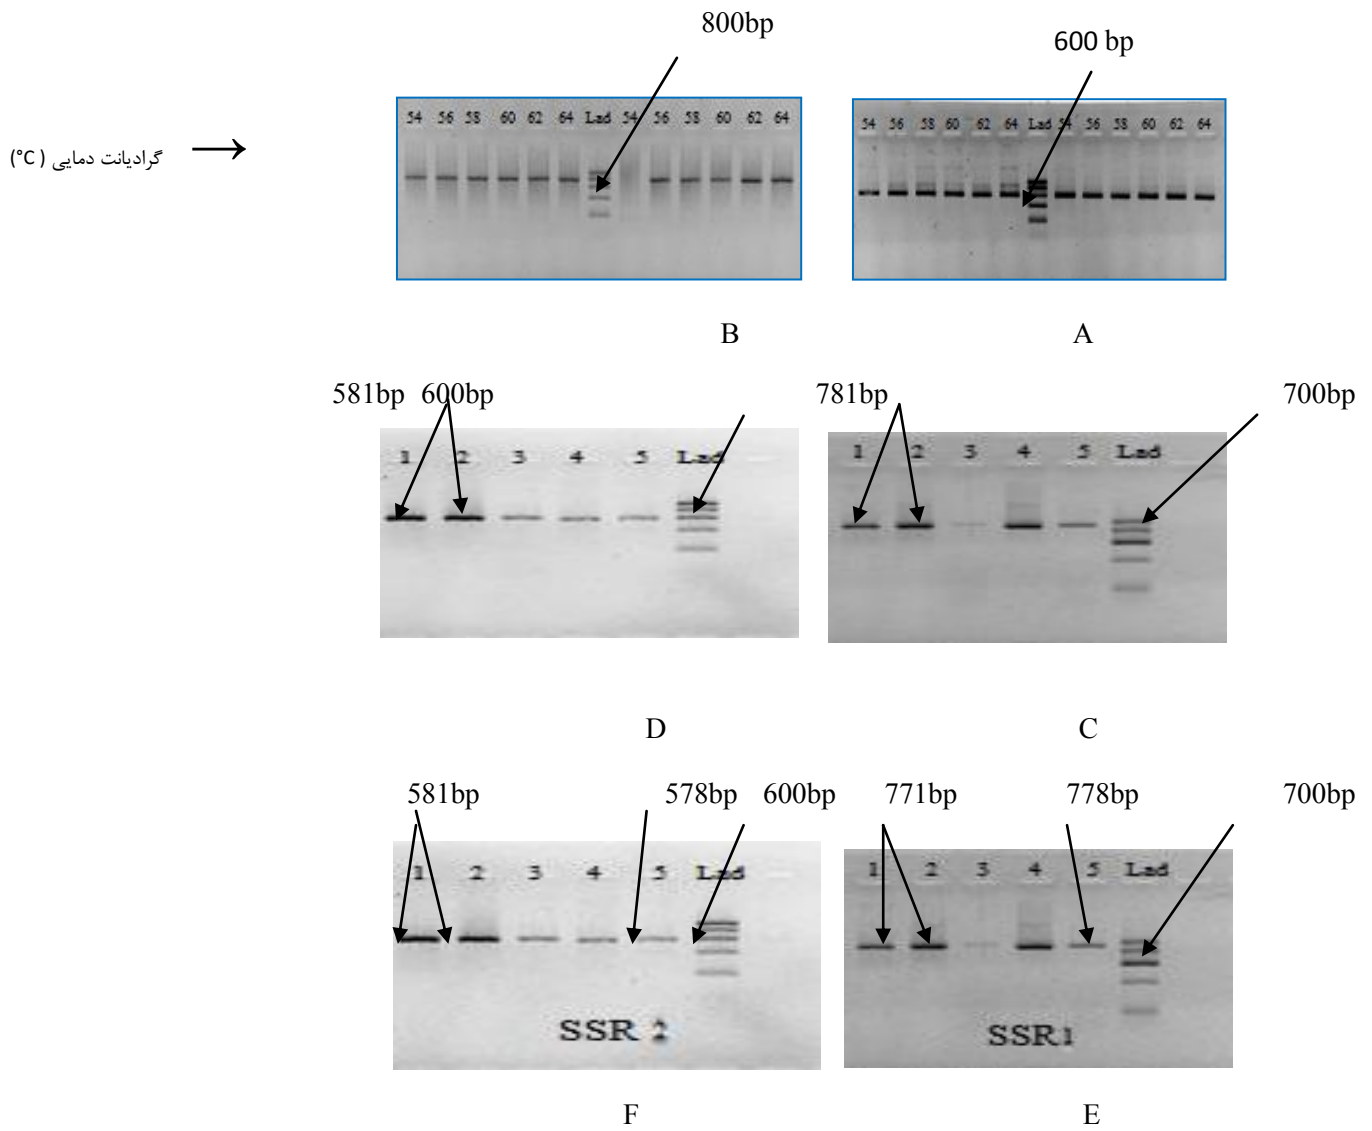 800bp
600 bp
گرادیانت دمایی (°C)
54 56 58 60 62 64 Lad 54 56 58 60 62 64
54 56 58 60 62 64 Lad 54 56 58 60 62 64
B
A
581bp 600bp
781bp
700bp
1 2 3 4 5 Lad
1 2 3 4 5 Lad
D
C
581bp
578bp
600bp
771bp
778bp
700bp
1 2 3 4 5 Lad
1 2 3 4 5 Lad
SSR 2
SSR1
F
E